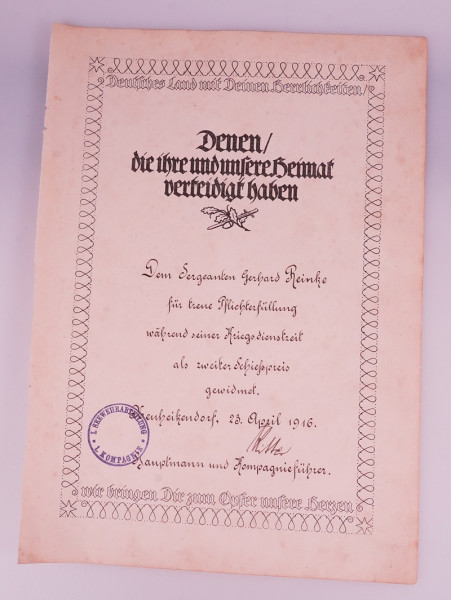 Deutsches Land mit Deinen Herrlichkeiten/
Denen/
die ihre und unsere Heimat
verteidigt haben
Dem Sergeanten Gerhard Reinke
für treue Pflichterfüllung
während seiner Kriegsdienstzeit
als zweiter Schießpreis
gewidmet.
23. April 1916.
Hauptmann und Kompagnieführer.
1. KOMPAGNIE
wir bringen Dir zum Opfer unsere Herzen